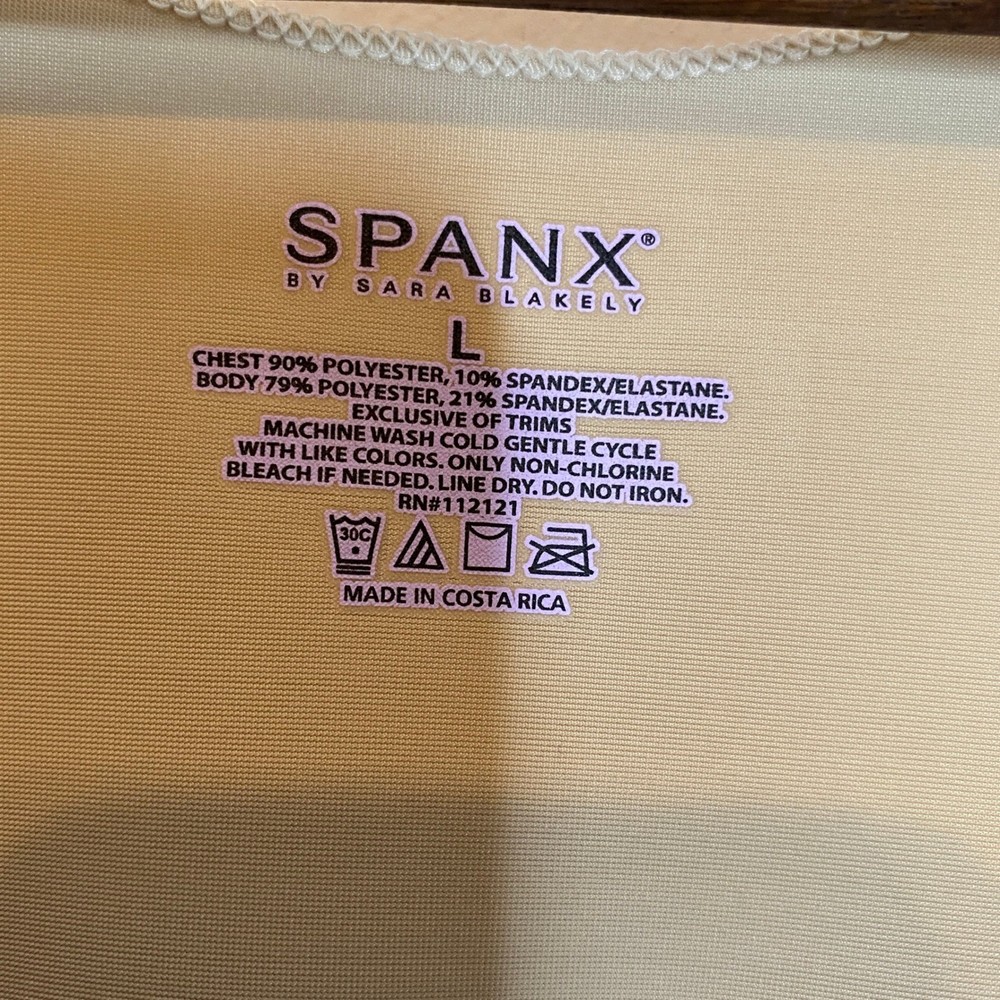 SPANX®
BY SARA BLAKELY
L
CHEST 90% POLYESTER, 10% SPANDEX/ELASTANE.
BODY 79% POLYESTER, 21% SPANDEX/ELASTANE.
EXCLUSIVE OF TRIMS
MACHINE WASH COLD GENTLE CYCLE
WITH LIKE COLORS. ONLY NON-CHLORINE
BLEACH IF NEEDED. LINE DRY. DO NOT IRON.
RN#112121
30C
MADE IN COSTA RICA